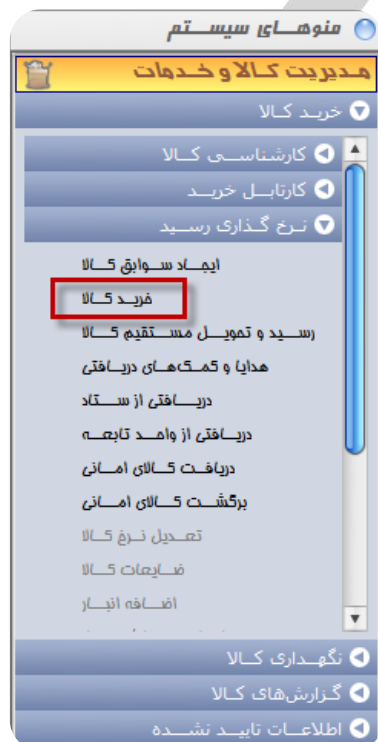 منوهای سیستم
مدیریت کالا و خدمات
خرید کالا
کارشناسی کالا
کارتابل خرید
نرخ گذاری رسید
ایجاد سوابق کالا
خرید کالا
رسید و تحویل مستقیم کالا
هدایا و کمک‌های دریافتی
دریافتی از ستاد
دریافتی از واحد تابعه
دریافت کالای امانی
برگشت کالای امانی
تعدیل نرخ کالا
ضایعات کالا
اضافه انبار
نگهداری کالا
گزارش‌های کالا
اطلاعات تایید نشده